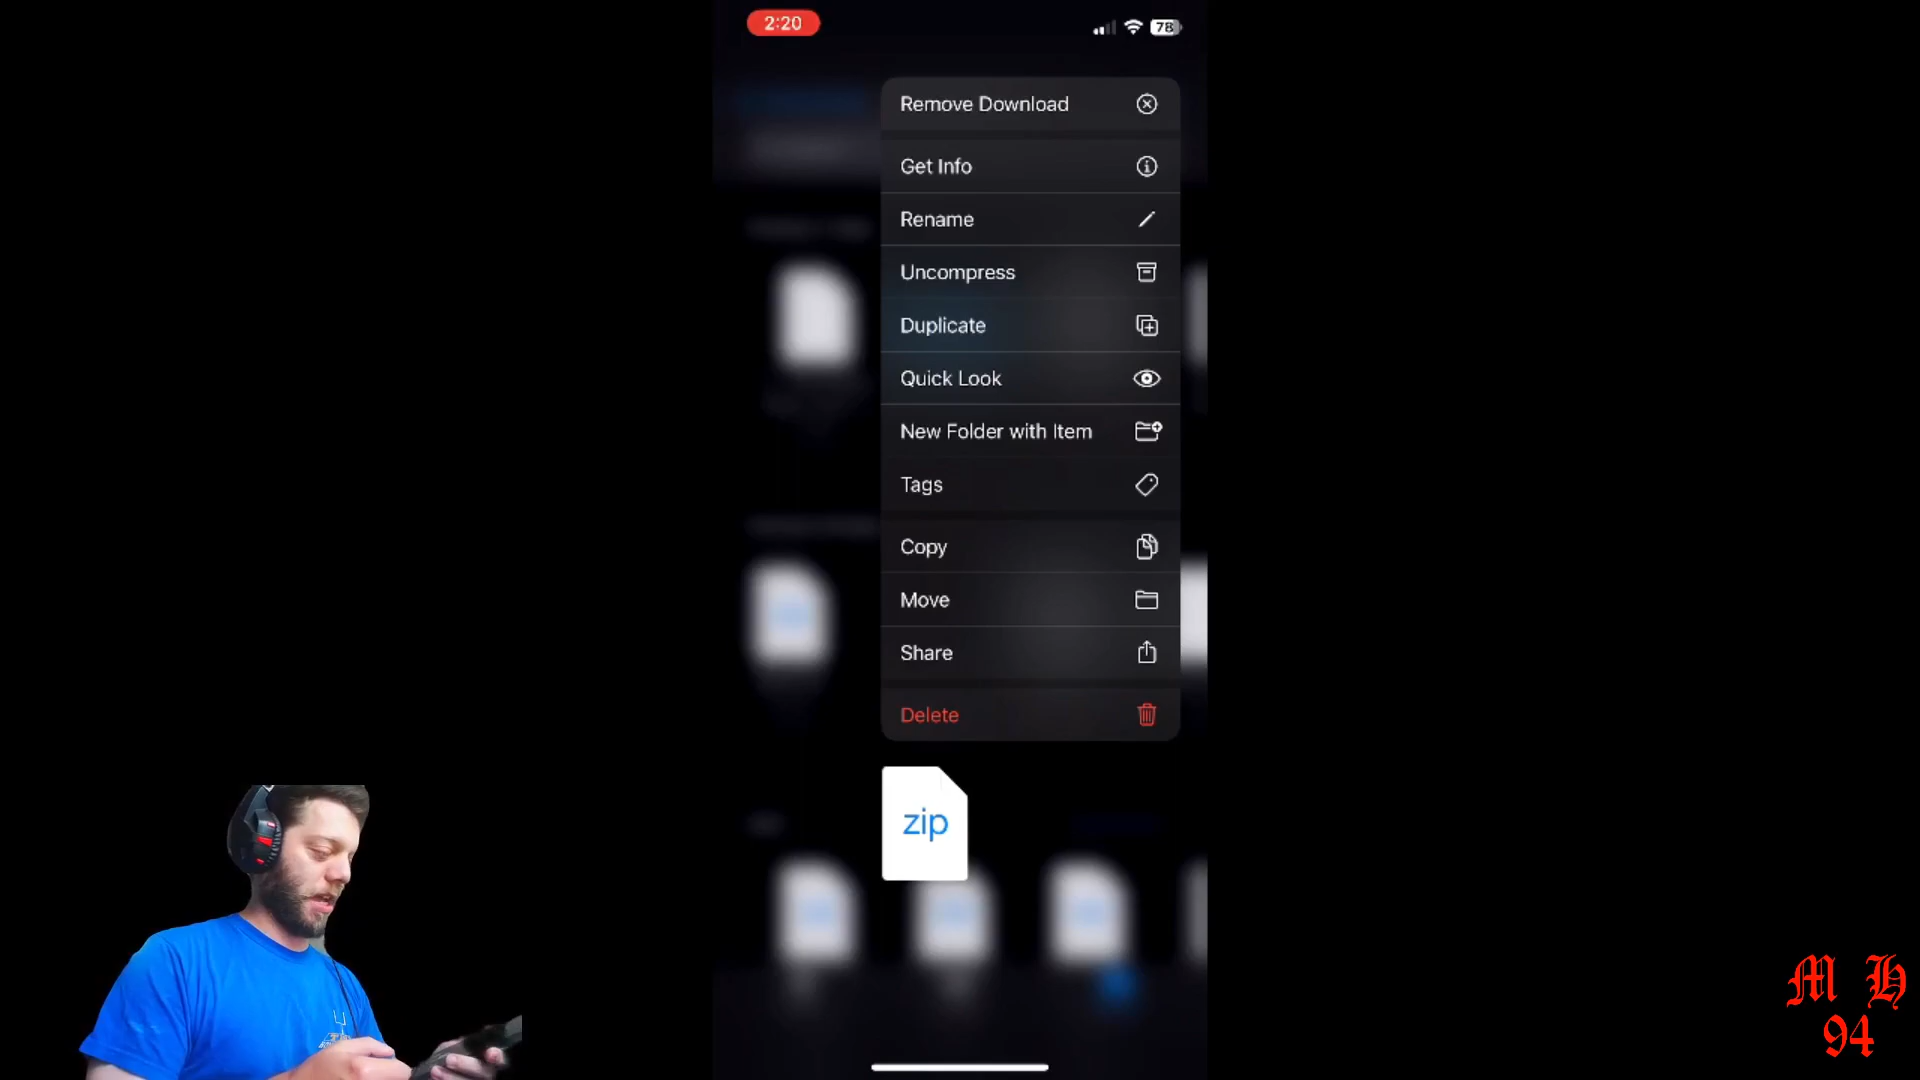 2:20
78
Remove Download
Get Info
Rename
Uncompress
Duplicate
Quick Look
New Folder with Item
Tags
Copy
Move
Share
Delete
zip
M H
94